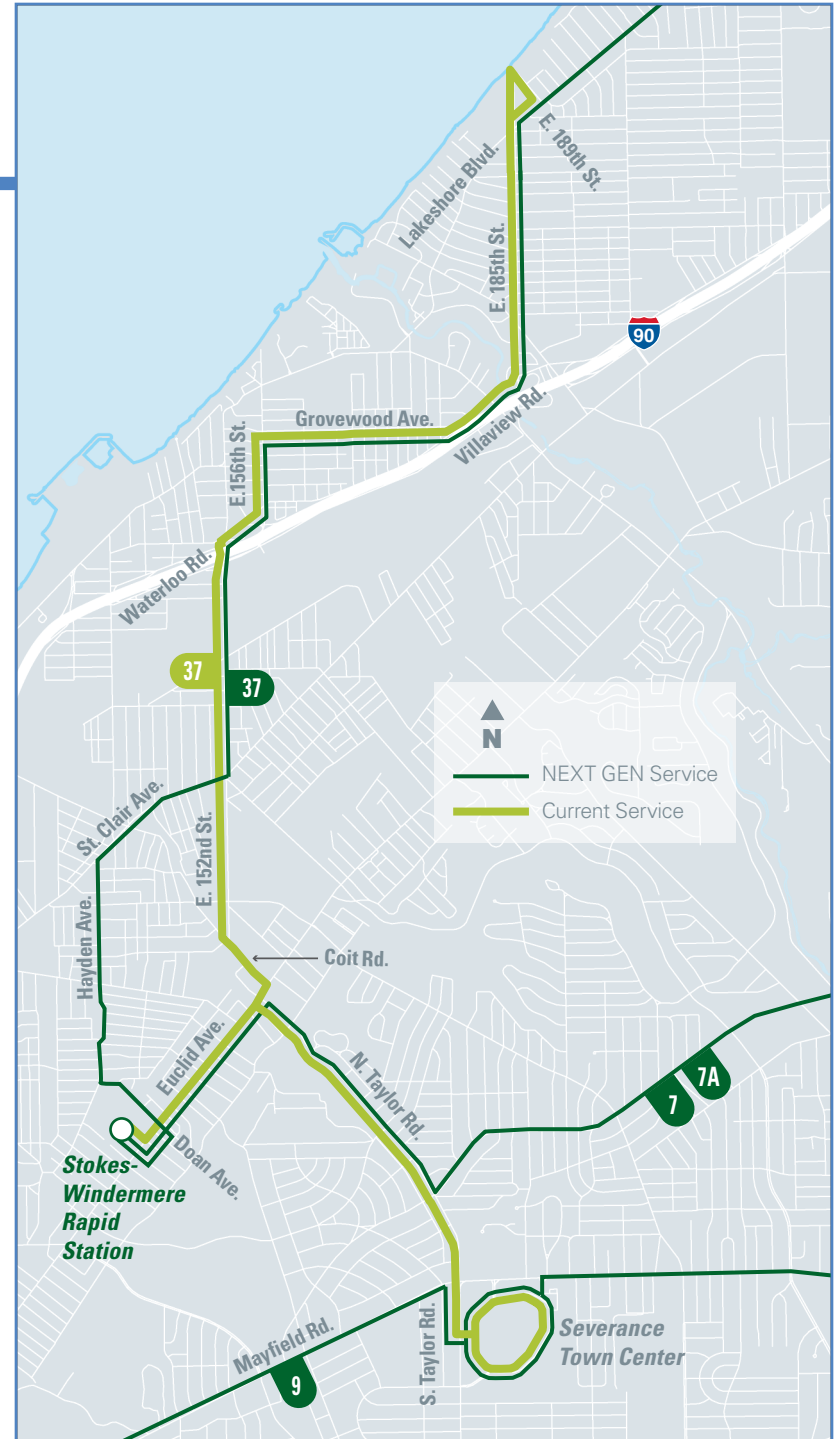 E. 189th St.
Lakeshore Blvd.
E. 185th St.
90
Grovewood Ave.
Villaview Rd.
E.156th St.
Waterloo Rd.
37
37
N
NEXT GEN Service
Current Service
St. Clair Ave.
E. 152nd St.
Hayden Ave.
Coit Rd.
Euclid Ave.
N. Taylor Rd.
7A
7
Doan Ave.
Stokes-
Windermere
Rapid
Station
S. Taylor Rd.
Severance
Town Center
Mayfield Rd.
9